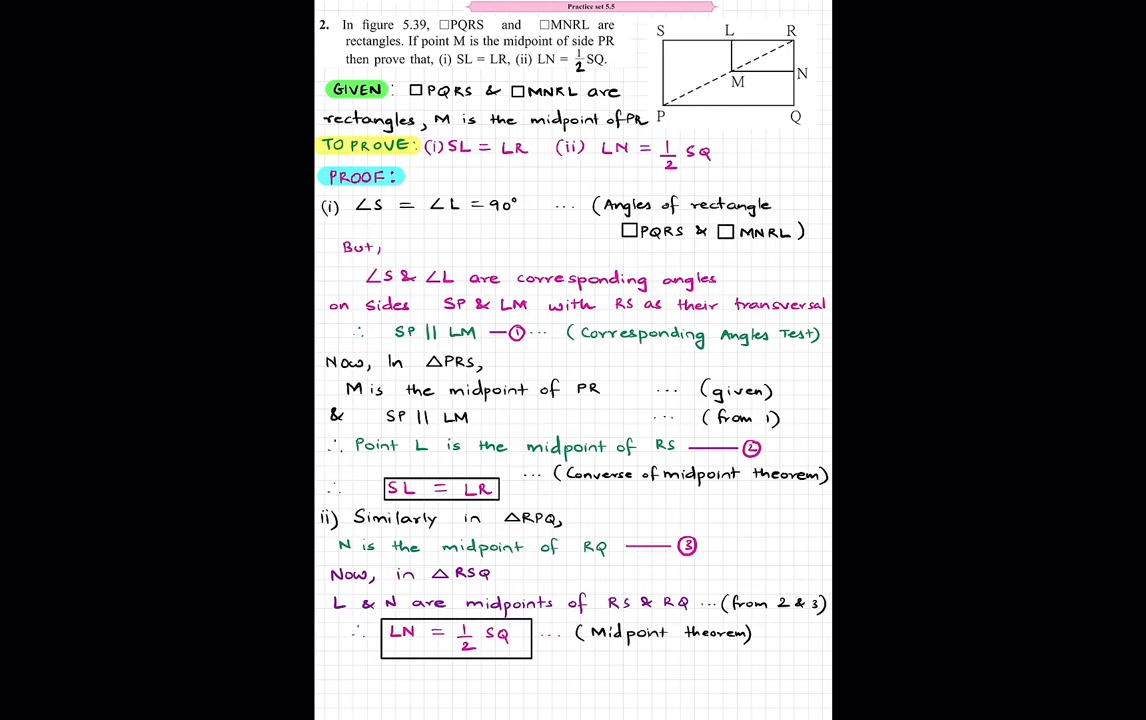 Practice set 5.5
2. In figure 5.39, □PQRS and □MNRL are
rectangles. If point M is the midpoint of side PR
then prove that, (i) SL = LR, (ii) LN = 1/2 SQ.
S L R
M N
P Q
GIVEN: □PQRS & □MNRL are
rectangles, M is the midpoint of PR
TO PROVE: (i) SL = LR (ii) LN = 1/2 SQ
PROOF:
(i) ∠S = ∠L = 90° ... (Angles of rectangle
□PQRS & □MNRL)
But,
∠S & ∠L are corresponding angles
on sides SP & LM with RS as their transversal
∴ SP || LM —① ... (Corresponding Angles Test)
Now, In △PRS,
M is the midpoint of PR ... (given)
& SP || LM ... (from 1)
∴ Point L is the midpoint of RS ——②
... (Converse of midpoint theorem)
∴ SL = LR
ii) Similarly in △RPQ,
N is the midpoint of RQ ——③
Now, in △RSQ
L & N are midpoints of RS & RQ ... (from 2 & 3)
∴ LN = 1/2 SQ ... (Midpoint theorem)